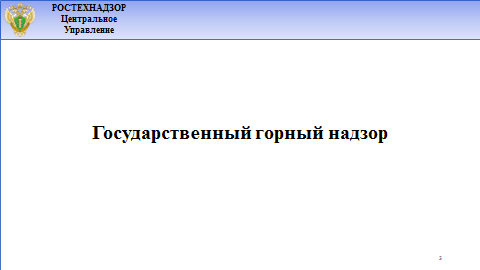 РОСТЕХНАДЗОР
Центральное
Управление
Государственный горный надзор